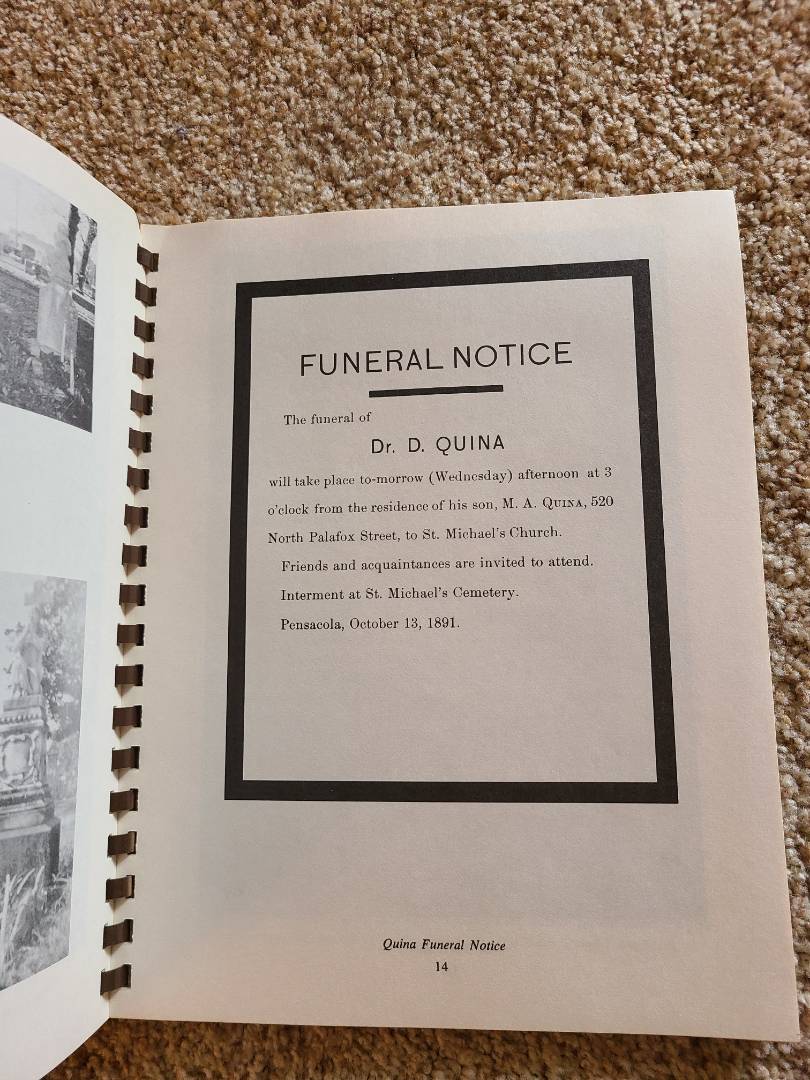 FUNERAL NOTICE
The funeral of
Dr. D. QUINA
will take place to-morrow (Wednesday) afternoon at 3
o'clock from the residence of his son, M. A. QUINA, 520
North Palafox Street, to St. Michael's Church.
Friends and acquaintances are invited to attend.
Interment at St. Michael's Cemetery.
Pensacola, October 13, 1891.
Quina Funeral Notice
14